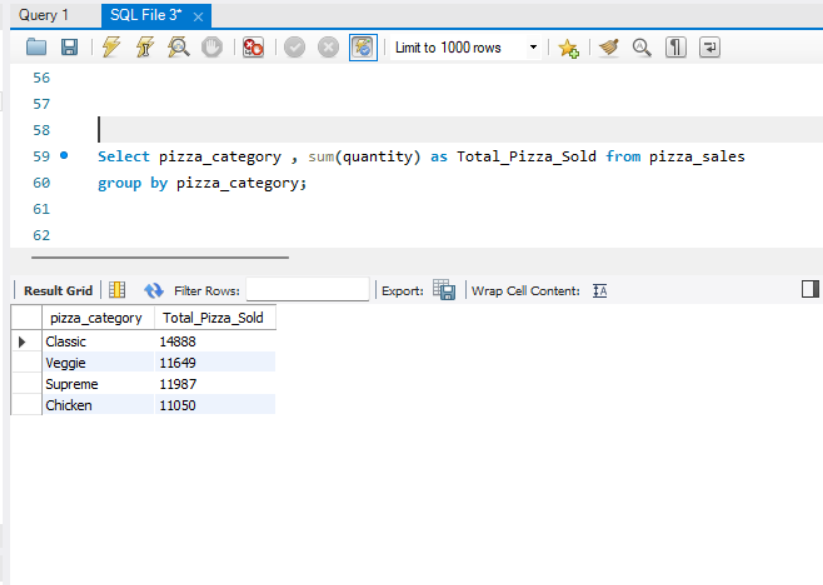 Query 1 SQL File 3* ×
Limit to 1000 rows
56
57
58
59 Select pizza_category , sum(quantity) as Total_Pizza_Sold from pizza_sales
60 group by pizza_category;
61
62
Result Grid Filter Rows: Export: Wrap Cell Content: IA
pizza_category Total_Pizza_Sold
Classic 14888
Veggie 11649
Supreme 11987
Chicken 11050